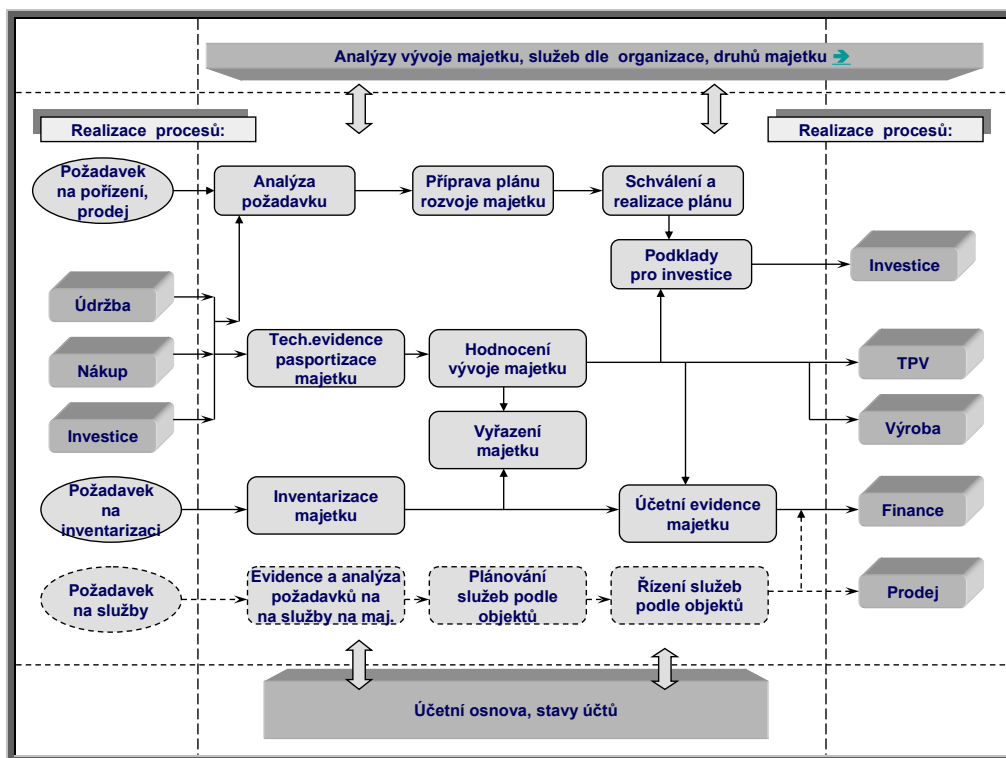 Analýzy vývoje majetku, služeb dle  organizace, druhů majetku ➔
Realizace  procesů:
Realizace  procesů:
Požadavek
na pořízení,
prodej
Analýza
požadavku
Příprava plánu
rozvoje majetku
Schválení a
realizace plánu
Podklady
pro investice
Investice
Údržba
Nákup
Investice
Tech.evidence
pasportizace
majetku
Hodnocení
vývoje majetku
TPV
Vyřazení
majetku
Výroba
Požadavek
na
inventarizaci
Inventarizace
majetku
Účetní evidence
majetku
Finance
Požadavek
na služby
Evidence a analýza
požadavků na
na služby na maj.
Plánování
služeb podle
objektů
Řízení služeb
podle objektů
Prodej
Účetní osnova, stavy účtů